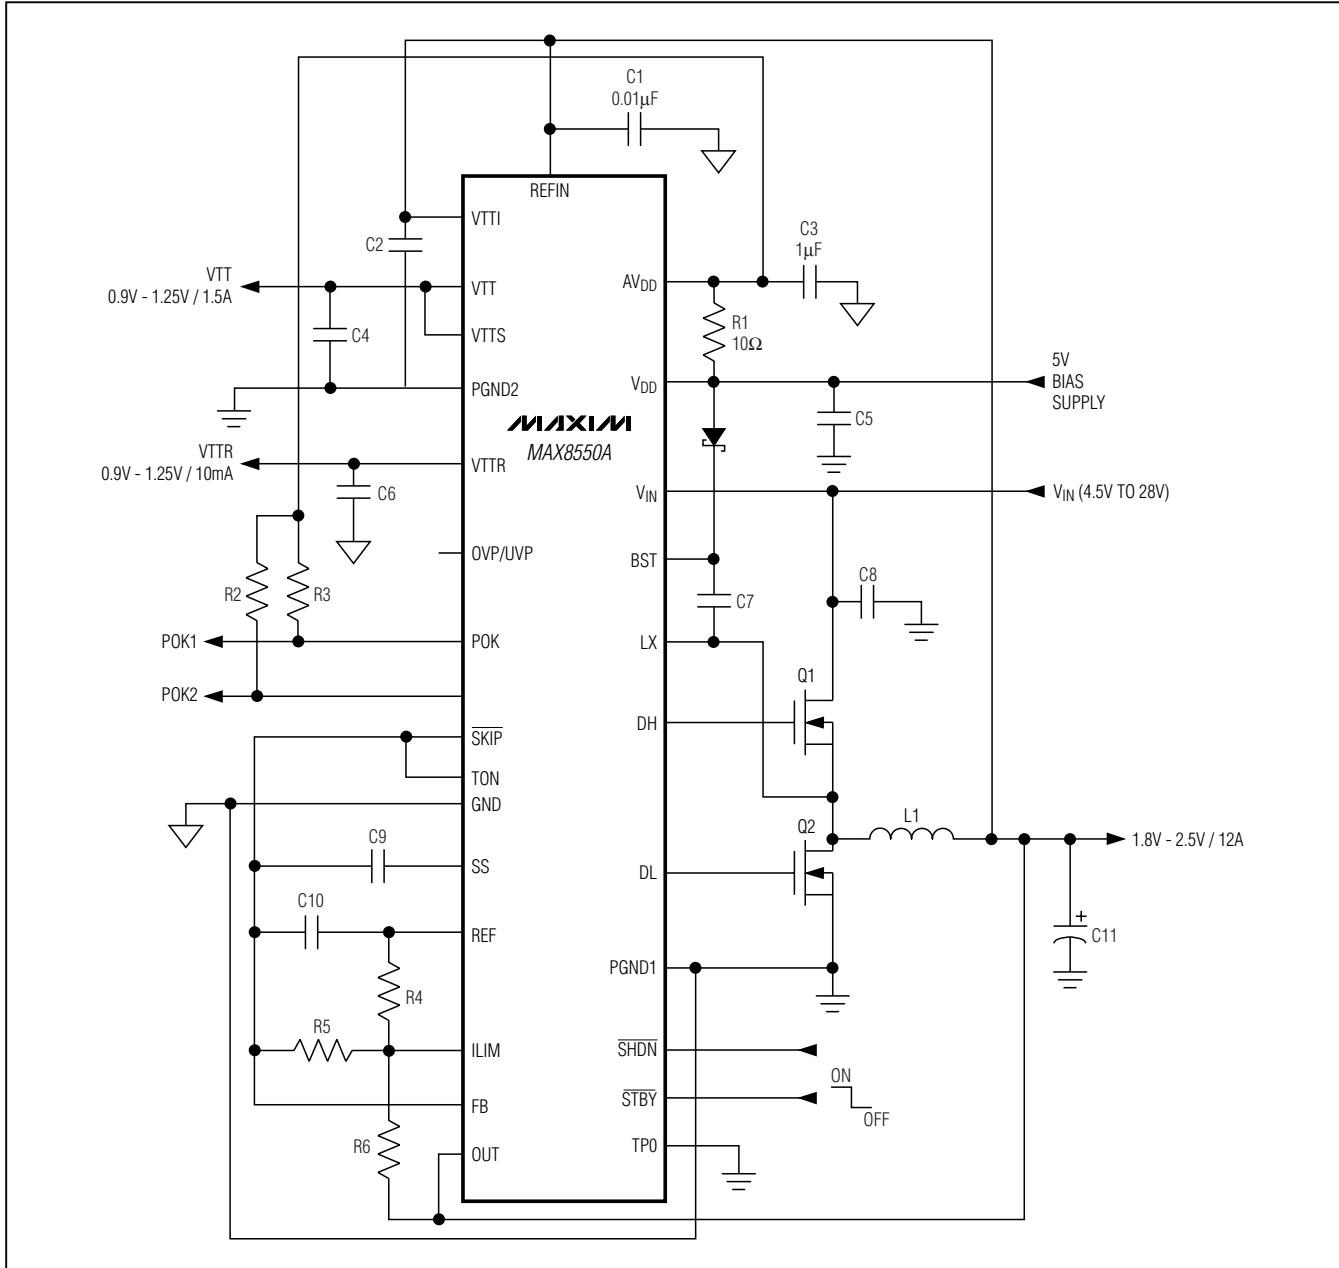 C1
0.01µF
REFIN
VTTI
C2
C3
1µF
VTT
0.9V - 1.25V / 1.5A
VTT
AVDD
R1
10Ω
C4
VTTS
5V
BIAS
SUPPLY
VDD
PGND2
C5
MAXIM
MAX8550A
VTTR
0.9V - 1.25V / 10mA
VTTR
C6
VIN
VIN (4.5V TO 28V)
OVP/UVP
BST
C8
R2
R3
C7
POK1
POK
LX
Q1
POK2
DH
SKIP
TON
GND
L1
Q2
1.8V - 2.5V / 12A
C9
SS
DL
C10
REF
C11
PGND1
R4
R5
ILIM
SHDN
ON
OFF
STBY
FB
R6
OUT
TP0